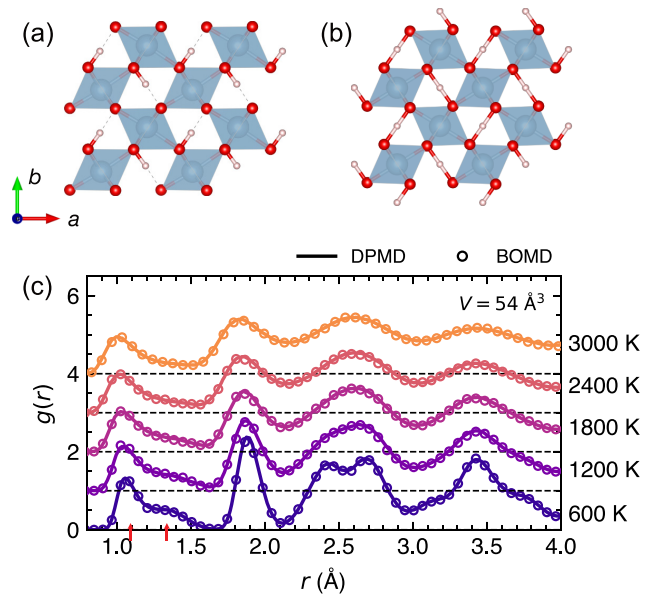 (a)
(b)
b
a
(c)
DPMD
BOMD
V = 54 Å³
6
4
2
0
g(r)
3000 K
2400 K
1800 K
1200 K
600 K
1.0 1.5 2.0 2.5 3.0 3.5 4.0
r (Å)